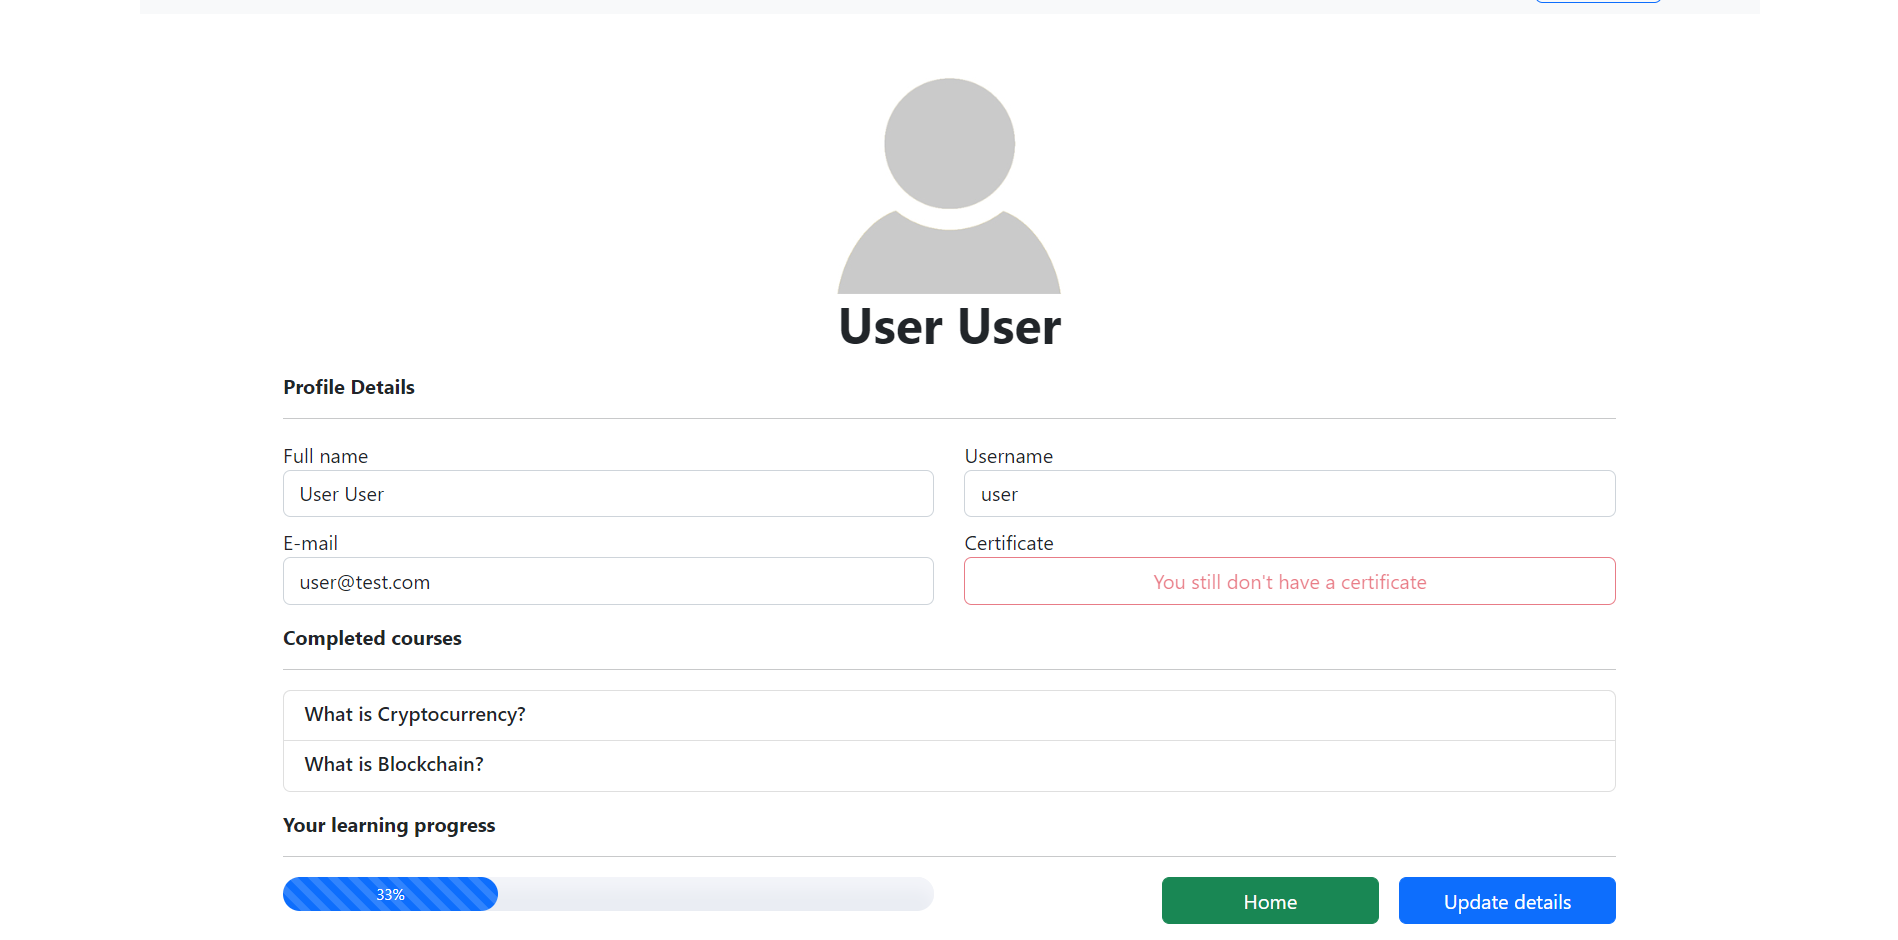 User User
Profile Details
Full name
Username
User User
user
E-mail
Certificate
user@test.com
You still don't have a certificate
Completed courses
What is Cryptocurrency?
What is Blockchain?
Your learning progress
33%
Home
Update details